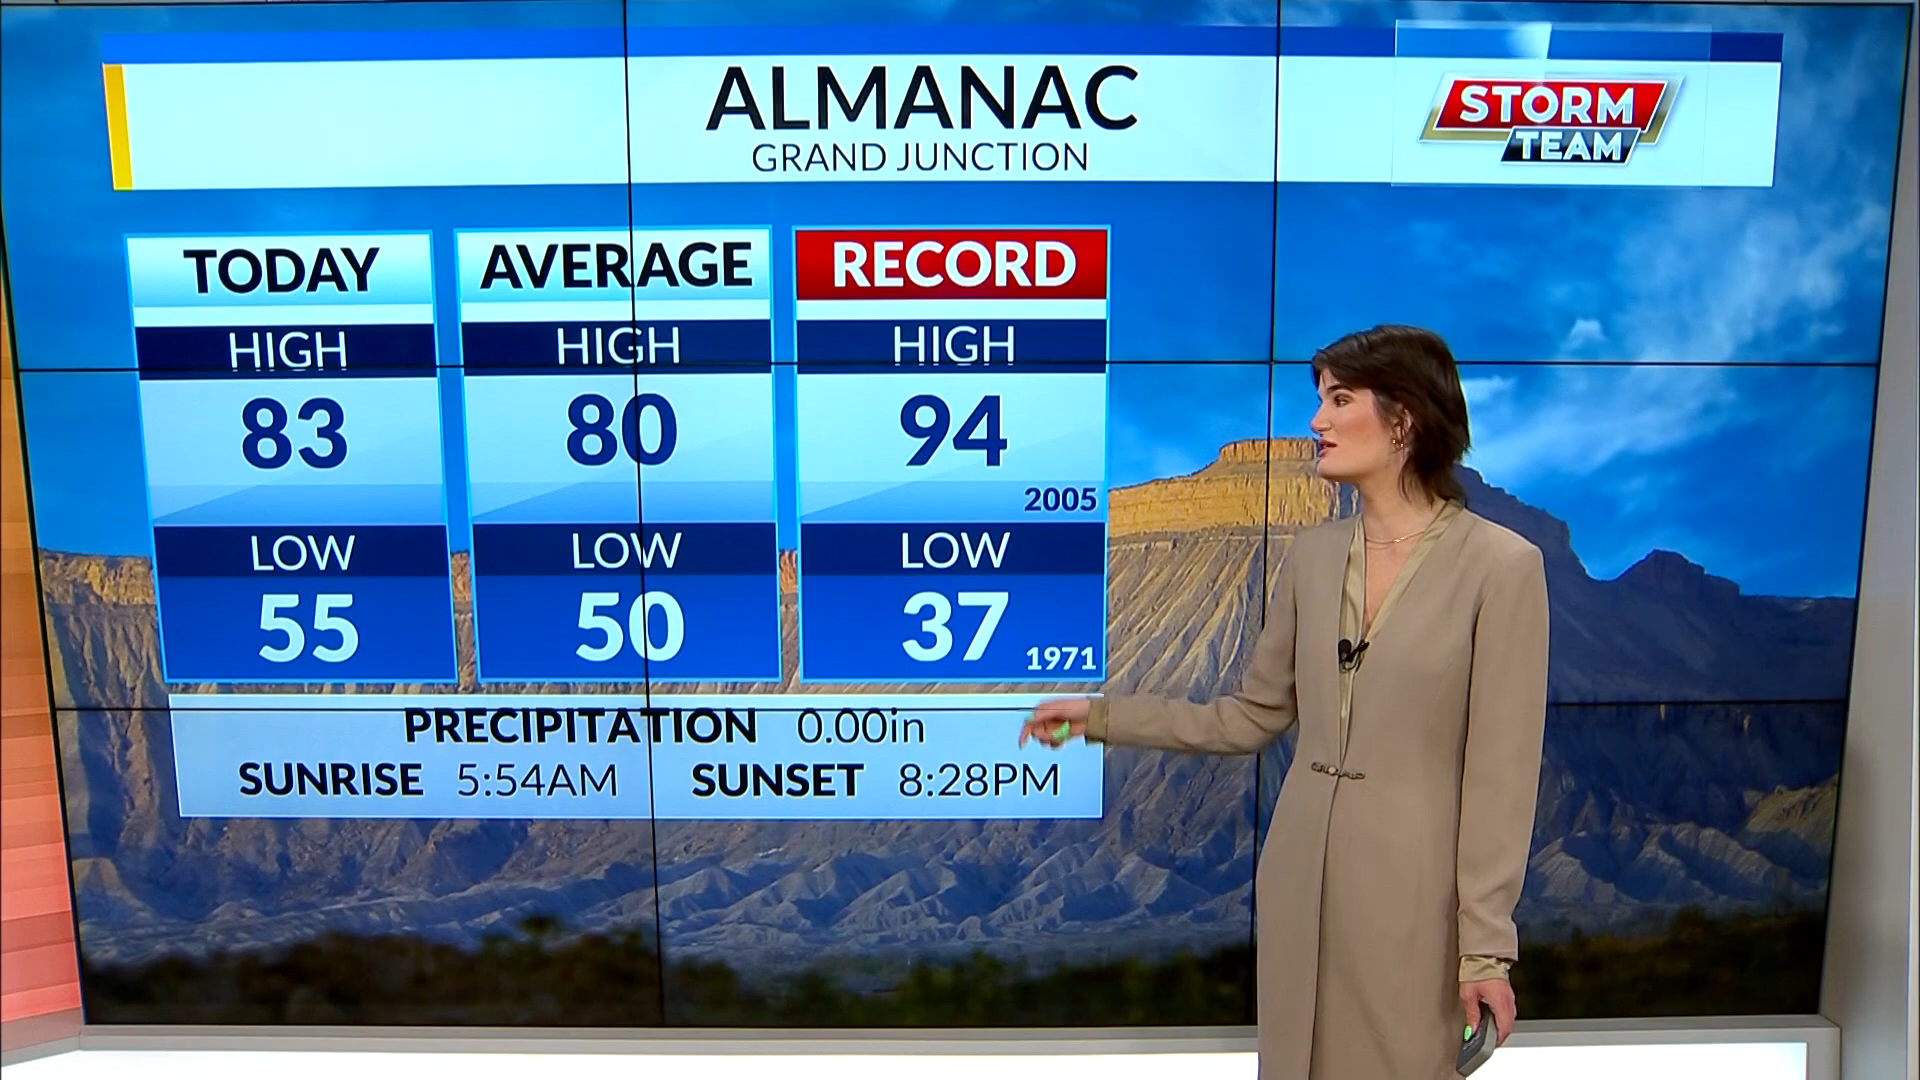 ALMANAC
GRAND JUNCTION
STORM
TEAM
TODAY
HIGH
83
LOW
55
AVERAGE
HIGH
80
LOW
50
RECORD
HIGH
94
2005
LOW
37
1971
PRECIPITATION 0.00in
SUNRISE 5:54AM SUNSET 8:28PM